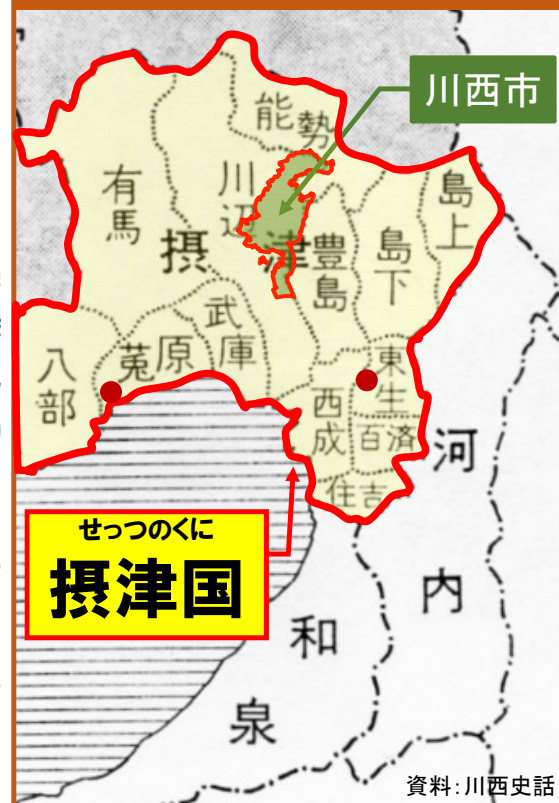 川西市
能勢
川辺
有馬
島上
摂津
豊島
島下
武庫
菟原
八部
東生
西成
百済
住吉
河内
せっつのくに
摂津国
和泉
資料：川西史話